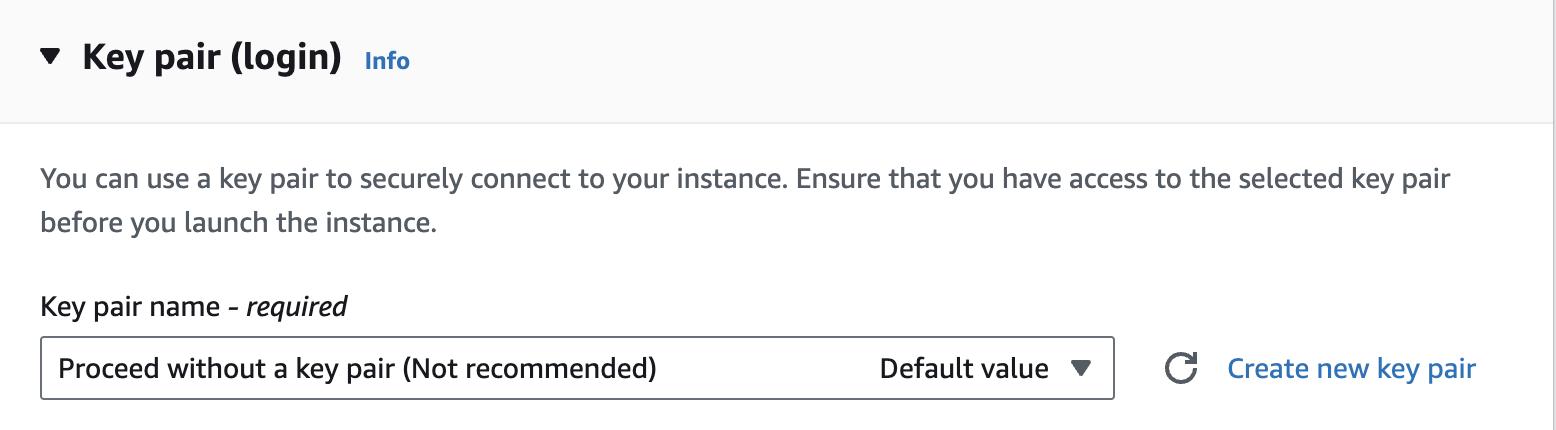 Key pair (login) Info
You can use a key pair to securely connect to your instance. Ensure that you have access to the selected key pair
before you launch the instance.
Key pair name - required
Proceed without a key pair (Not recommended) Default value Create new key pair